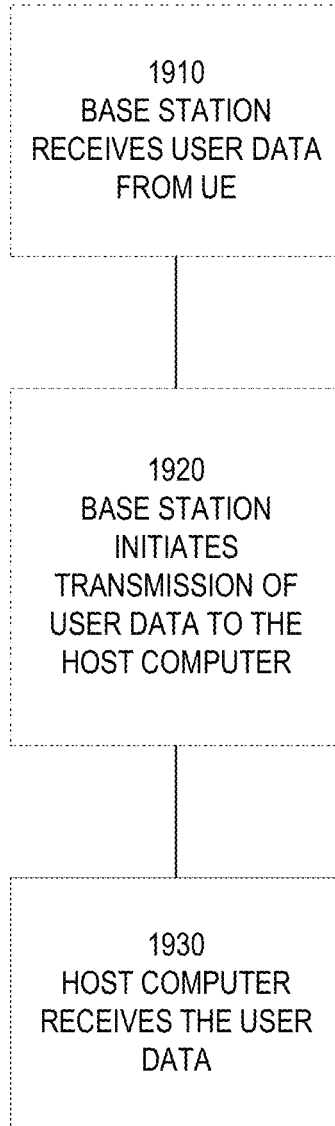 1910
BASE STATION
RECEIVES USER DATA
FROM UE
1920
BASE STATION
INITIATES
TRANSMISSION OF
USER DATA TO THE
HOST COMPUTER
1930
HOST COMPUTER
RECEIVES THE USER
DATA